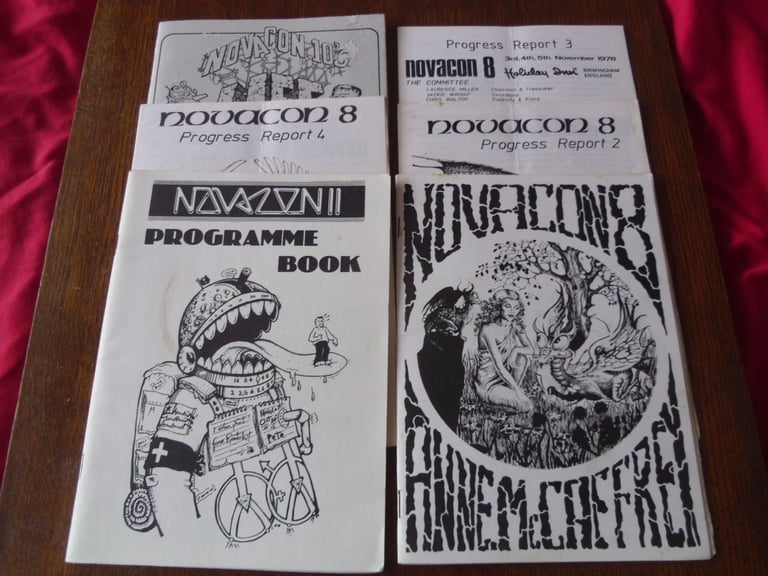 NOVACON 10
Progress Report 3
novacon 8
Holiday Inn
3rd, 4th, 5th November 1978
BIRMINGHAM
ENGLAND
THE COMMITTEE
LAURENCE MILLER Chairman & Treasurer
JACKIE WRIGHT Secretary
CHRIS WALTON Publicity & Films
NOVACON 8
Progress Report 4
NOVACON 8
Progress Report 2
NOVACON 11
PROGRAMME
BOOK
PETE
NOVACON 8
ANNE McCAFFREY